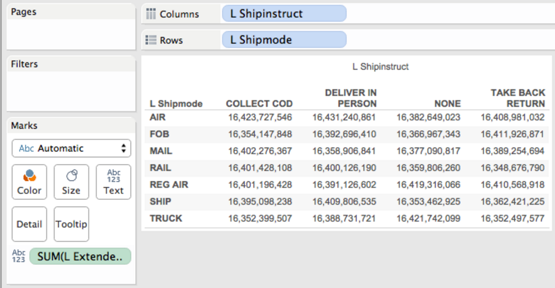 Pages
Columns L Shipinstruct
Rows L Shipmode
Filters
L Shipinstruct
L Shipmode COLLECT COD DELIVER IN PERSON NONE TAKE BACK RETURN
AIR 16,423,727,546 16,431,240,861 16,382,649,023 16,408,981,032
FOB 16,354,147,848 16,392,696,410 16,366,967,343 16,411,926,871
MAIL 16,402,276,367 16,358,906,841 16,377,090,817 16,389,254,694
RAIL 16,401,428,108 16,400,126,190 16,359,806,260 16,348,676,790
REG AIR 16,401,196,428 16,391,126,602 16,419,316,066 16,410,568,918
SHIP 16,395,098,238 16,409,806,535 16,353,462,925 16,362,421,225
TRUCK 16,352,399,507 16,388,731,721 16,421,742,099 16,352,497,577
Marks
Abc Automatic
Abc
123
Color Size Text
Detail Tooltip
Abc
123
SUM(L Extende..